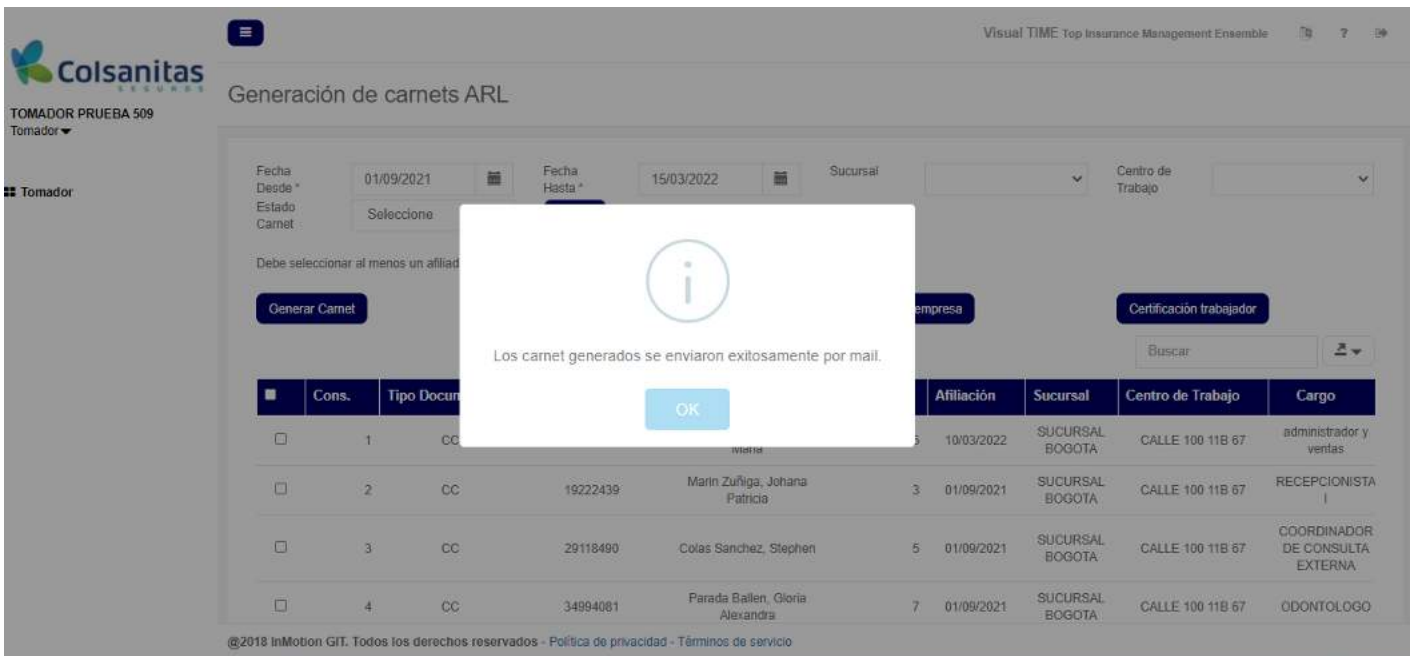 Colsanitas
SEGUROS
TOMADOR PRUEBA 509
Tomador
Tomador
Visual TIME Top Insurance Management Ensemble
?
Generación de carnets ARL
Fecha
Desde *
01/09/2021
Fecha
Hasta *
15/03/2022
Sucursal
Centro de
Trabajo
Estado
Carnet
Seleccione
Debe seleccionar al menos un afiliad
Los carnet generados se enviaron exitosamente por mail.
OK
Generar Carnet
empresa
Certificación trabajador
Buscar
Cons. Tipo Docum Afiliación Sucursal Centro de Trabajo Cargo
1 CC Maria 10/03/2022 SUCURSAL BOGOTA CALLE 100 11B 67 administrador y ventas
2 CC 19222439 Marin Zuñiga, Johana Patricia 3 01/09/2021 SUCURSAL BOGOTA CALLE 100 11B 67 RECEPCIONISTA I
3 CC 29118490 Colas Sanchez, Stephen 5 01/09/2021 SUCURSAL BOGOTA CALLE 100 11B 67 COORDINADOR DE CONSULTA EXTERNA
4 CC 34994081 Parada Ballen, Gloria Alexandra 7 01/09/2021 SUCURSAL BOGOTA CALLE 100 11B 67 ODONTOLOGO
@2018 InMotion GIT. Todos los derechos reservados - Política de privacidad - Términos de servicio